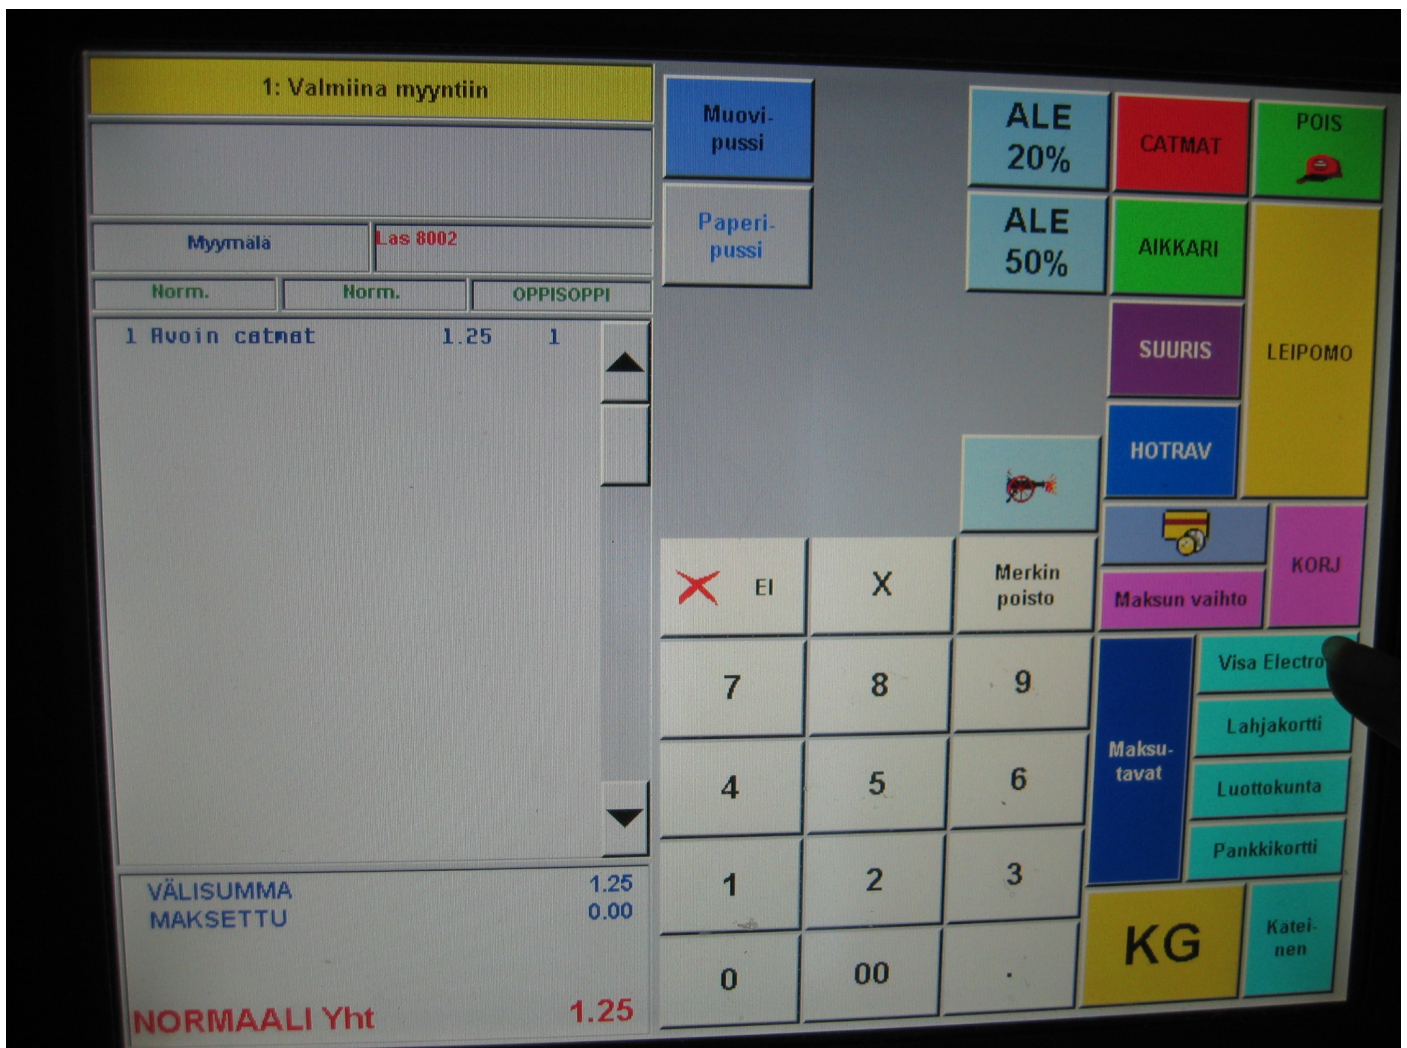 1: Valmiina myyntiin
Myymälä
Las 8002
Norm.
Norm.
OPPISOPPI
1 Avoin catmat 1.25 1
VÄLISUMMA 1.25
MAKSETTU 0.00
NORMAALI Yht 1.25
Muovi-
pussi
Paperi-
pussi
ALE
20%
ALE
50%
CATMAT
POIS
AIKKARI
SUURIS
LEIPOMO
HOTRAV
EI
X
Merkin
poisto
Maksun vaihto
KORJ
7
8
9
4
5
6
1
2
3
0
00
.
Maksu-
tavat
Visa Electro
Lahjakortti
Luottokunta
Pankkikortti
KG
Kätei-
nen